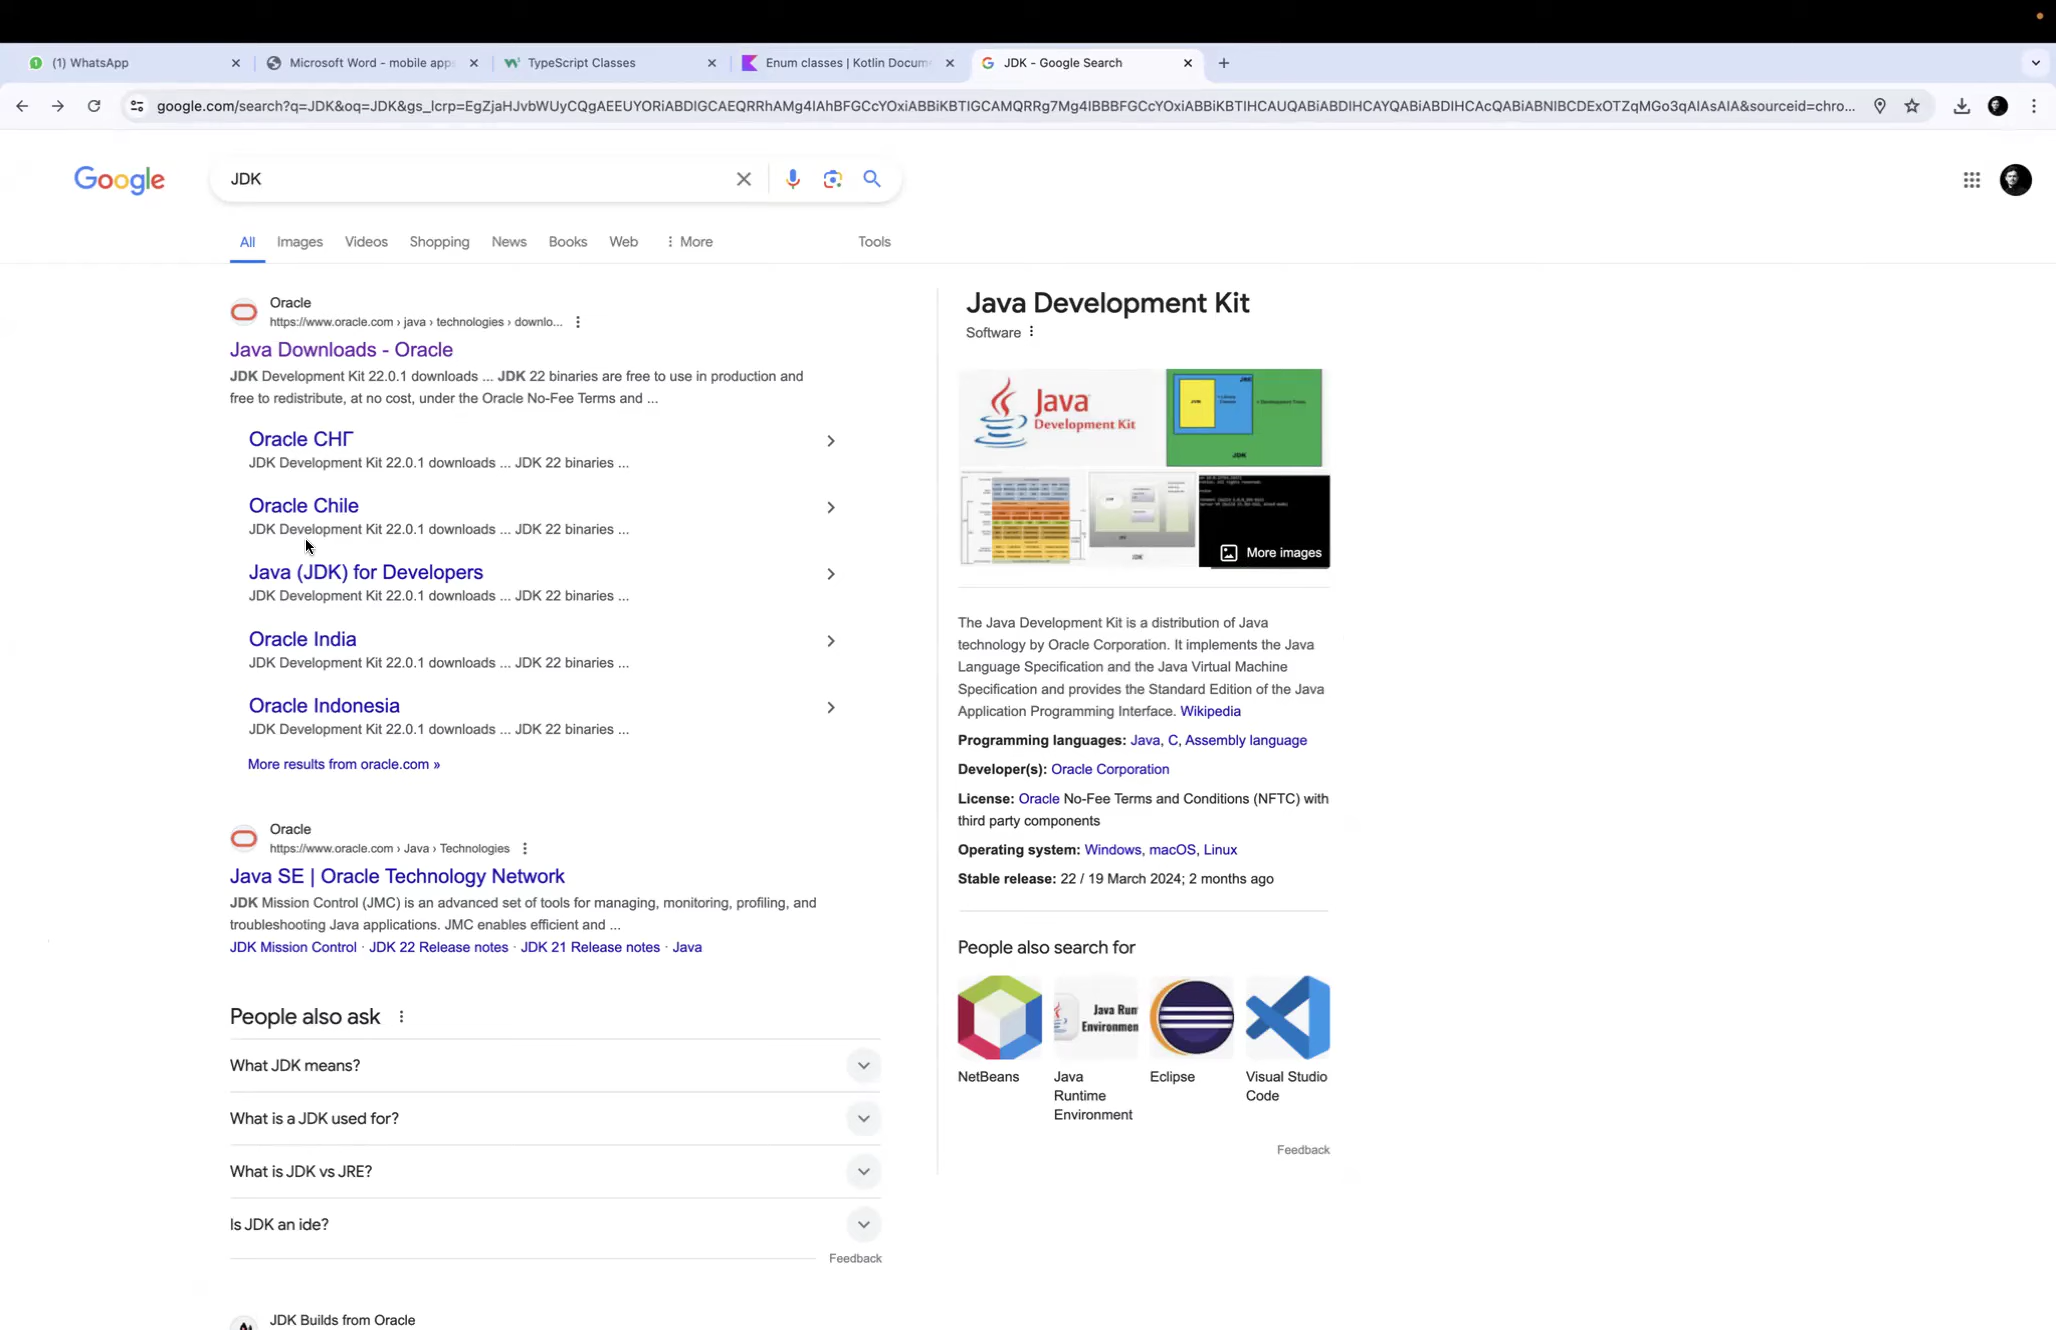 (1) WhatsApp
Microsoft Word - mobile apps
TypeScript Classes
Enum classes | Kotlin Docum
JDK - Google Search
google.com/search?q=JDK&oq=JDK&gs_lcrp=EgZjaHJvbWUyCQgAEEUYORiABDIGCAEQRRhAMg4IAhBFGCcYOxiABBiKBTIGCAMQRRg7Mg4IBBBFGCcYOxiABBiKBTIHCAUQABiABDIHCAYQABiABDIHCAcQABiABNIBCDExOTZqMGo3qAIAsAIA&sourceid=chro...
Google
JDK
All Images Videos Shopping News Books Web More Tools
Oracle
https://www.oracle.com › java › technologies › downlo...
Java Downloads - Oracle
JDK Development Kit 22.0.1 downloads ... JDK 22 binaries are free to use in production and
free to redistribute, at no cost, under the Oracle No-Fee Terms and ...
Oracle СНГ
JDK Development Kit 22.0.1 downloads ... JDK 22 binaries ...
Oracle Chile
JDK Development Kit 22.0.1 downloads ... JDK 22 binaries ...
Java (JDK) for Developers
JDK Development Kit 22.0.1 downloads ... JDK 22 binaries ...
Oracle India
JDK Development Kit 22.0.1 downloads ... JDK 22 binaries ...
Oracle Indonesia
JDK Development Kit 22.0.1 downloads ... JDK 22 binaries ...
More results from oracle.com »
Oracle
https://www.oracle.com › Java › Technologies
Java SE | Oracle Technology Network
JDK Mission Control (JMC) is an advanced set of tools for managing, monitoring, profiling, and
troubleshooting Java applications. JMC enables efficient and ...
JDK Mission Control · JDK 22 Release notes · JDK 21 Release notes · Java
People also ask
What JDK means?
What is a JDK used for?
What is JDK vs JRE?
Is JDK an ide?
Feedback
JDK Builds from Oracle
Java Development Kit
Software
Java
Development Kit
JDK
More images
The Java Development Kit is a distribution of Java
technology by Oracle Corporation. It implements the Java
Language Specification and the Java Virtual Machine
Specification and provides the Standard Edition of the Java
Application Programming Interface. Wikipedia
Programming languages: Java, C, Assembly language
Developer(s): Oracle Corporation
License: Oracle No-Fee Terms and Conditions (NFTC) with
third party components
Operating system: Windows, macOS, Linux
Stable release: 22 / 19 March 2024; 2 months ago
People also search for
Java Run
Environmen
NetBeans
Java
Runtime
Environment
Eclipse
Visual Studio
Code
Feedback